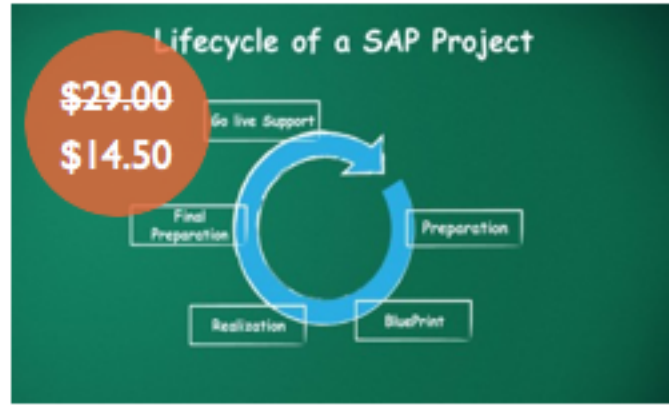 Lifecycle of a SAP Project
$29.00
$14.50
Go live Support
Final
Preparation
Preparation
Realization
BluePrint